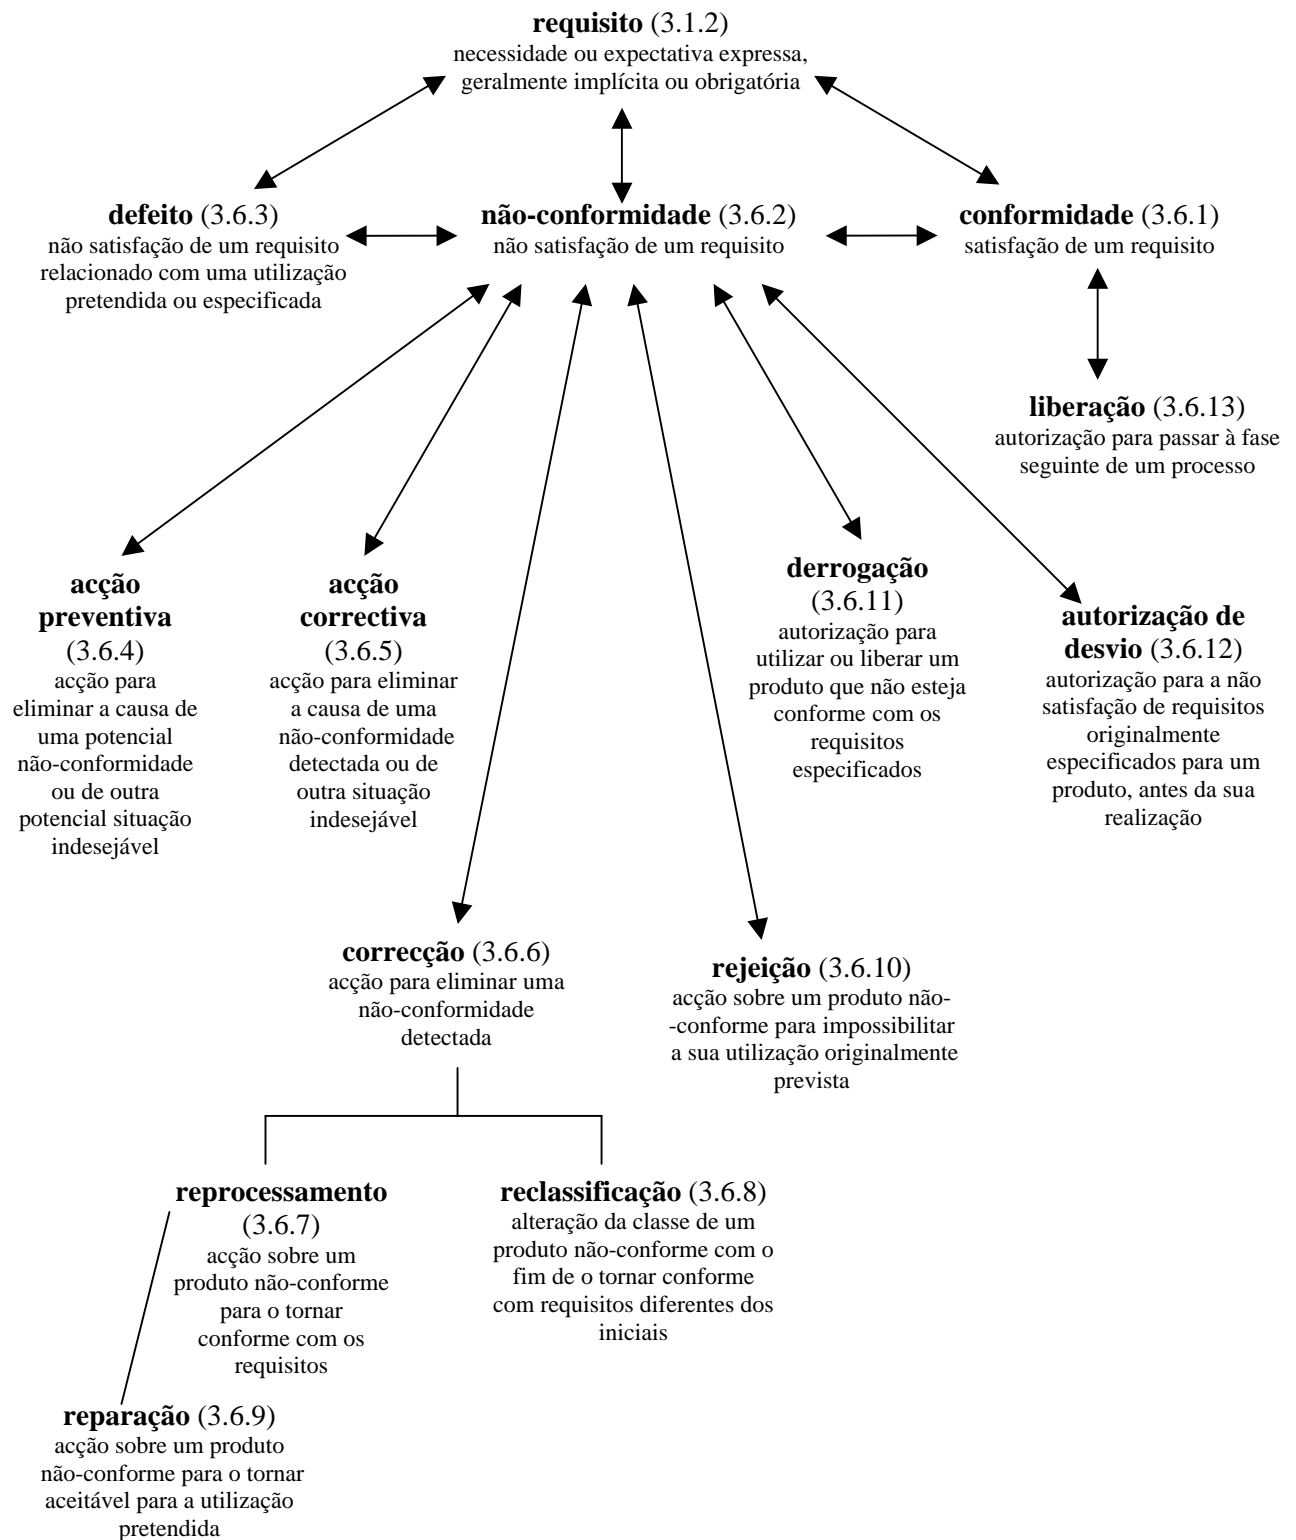 requisito (3.1.2)
necessidade ou expectativa expressa,
geralmente implícita ou obrigatória
defeito (3.6.3)
não satisfação de um requisito
relacionado com uma utilização
pretendida ou especificada
não-conformidade (3.6.2)
não satisfação de um requisito
conformidade (3.6.1)
satisfação de um requisito
liberação (3.6.13)
autorização para passar à fase
seguinte de um processo
acção
preventiva
(3.6.4)
acção para
eliminar a causa de
uma potencial
não-conformidade
ou de outra
potencial situação
indesejável
acção
correctiva
(3.6.5)
acção para eliminar
a causa de uma
não-conformidade
detectada ou de
outra situação
indesejável
derrogação
(3.6.11)
autorização para
utilizar ou liberar um
produto que não esteja
conforme com os
requisitos
especificados
autorização de
desvio (3.6.12)
autorização para a não
satisfação de requisitos
originalmente
especificados para um
produto, antes da sua
realização
correcção (3.6.6)
acção para eliminar uma
não-conformidade
detectada
rejeição (3.6.10)
acção sobre um produto não-
-conforme para impossibilitar
a sua utilização originalmente
prevista
reprocessamento
(3.6.7)
acção sobre um
produto não-conforme
para o tornar
conforme com os
requisitos
reclassificação (3.6.8)
alteração da classe de um
produto não-conforme com o
fim de o tornar conforme
com requisitos diferentes dos
iniciais
reparação (3.6.9)
acção sobre um produto
não-conforme para o tornar
aceitável para a utilização
pretendida